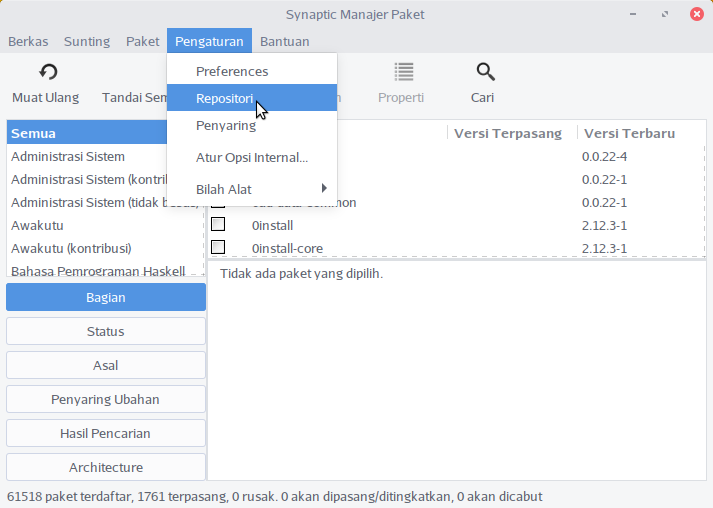 Synaptic Manajer Paket
Berkas Sunting Paket Pengaturan Bantuan
Preferences
Repositori
Penyaring
Atur Opsi Internal...
Bilah Alat
Muat Ulang Tandai Properti Cari
Semua
Administrasi Sistem
Administrasi Sistem
Administrasi Sistem (tidak
Awakutu
Awakutu (kontribusi)
Bahasa Pemrograman Haskell
Versi Terpasang Versi Terbaru
0.0.22-4
0.0.22-1
0.0.22-1
0install 2.12.3-1
0install-core 2.12.3-1
Tidak ada paket yang dipilih.
Bagian
Status
Asal
Penyaring Ubahan
Hasil Pencarian
Architecture
61518 paket terdaftar, 1761 terpasang, 0 rusak. 0 akan dipasang/ditingkatkan, 0 akan dicabut